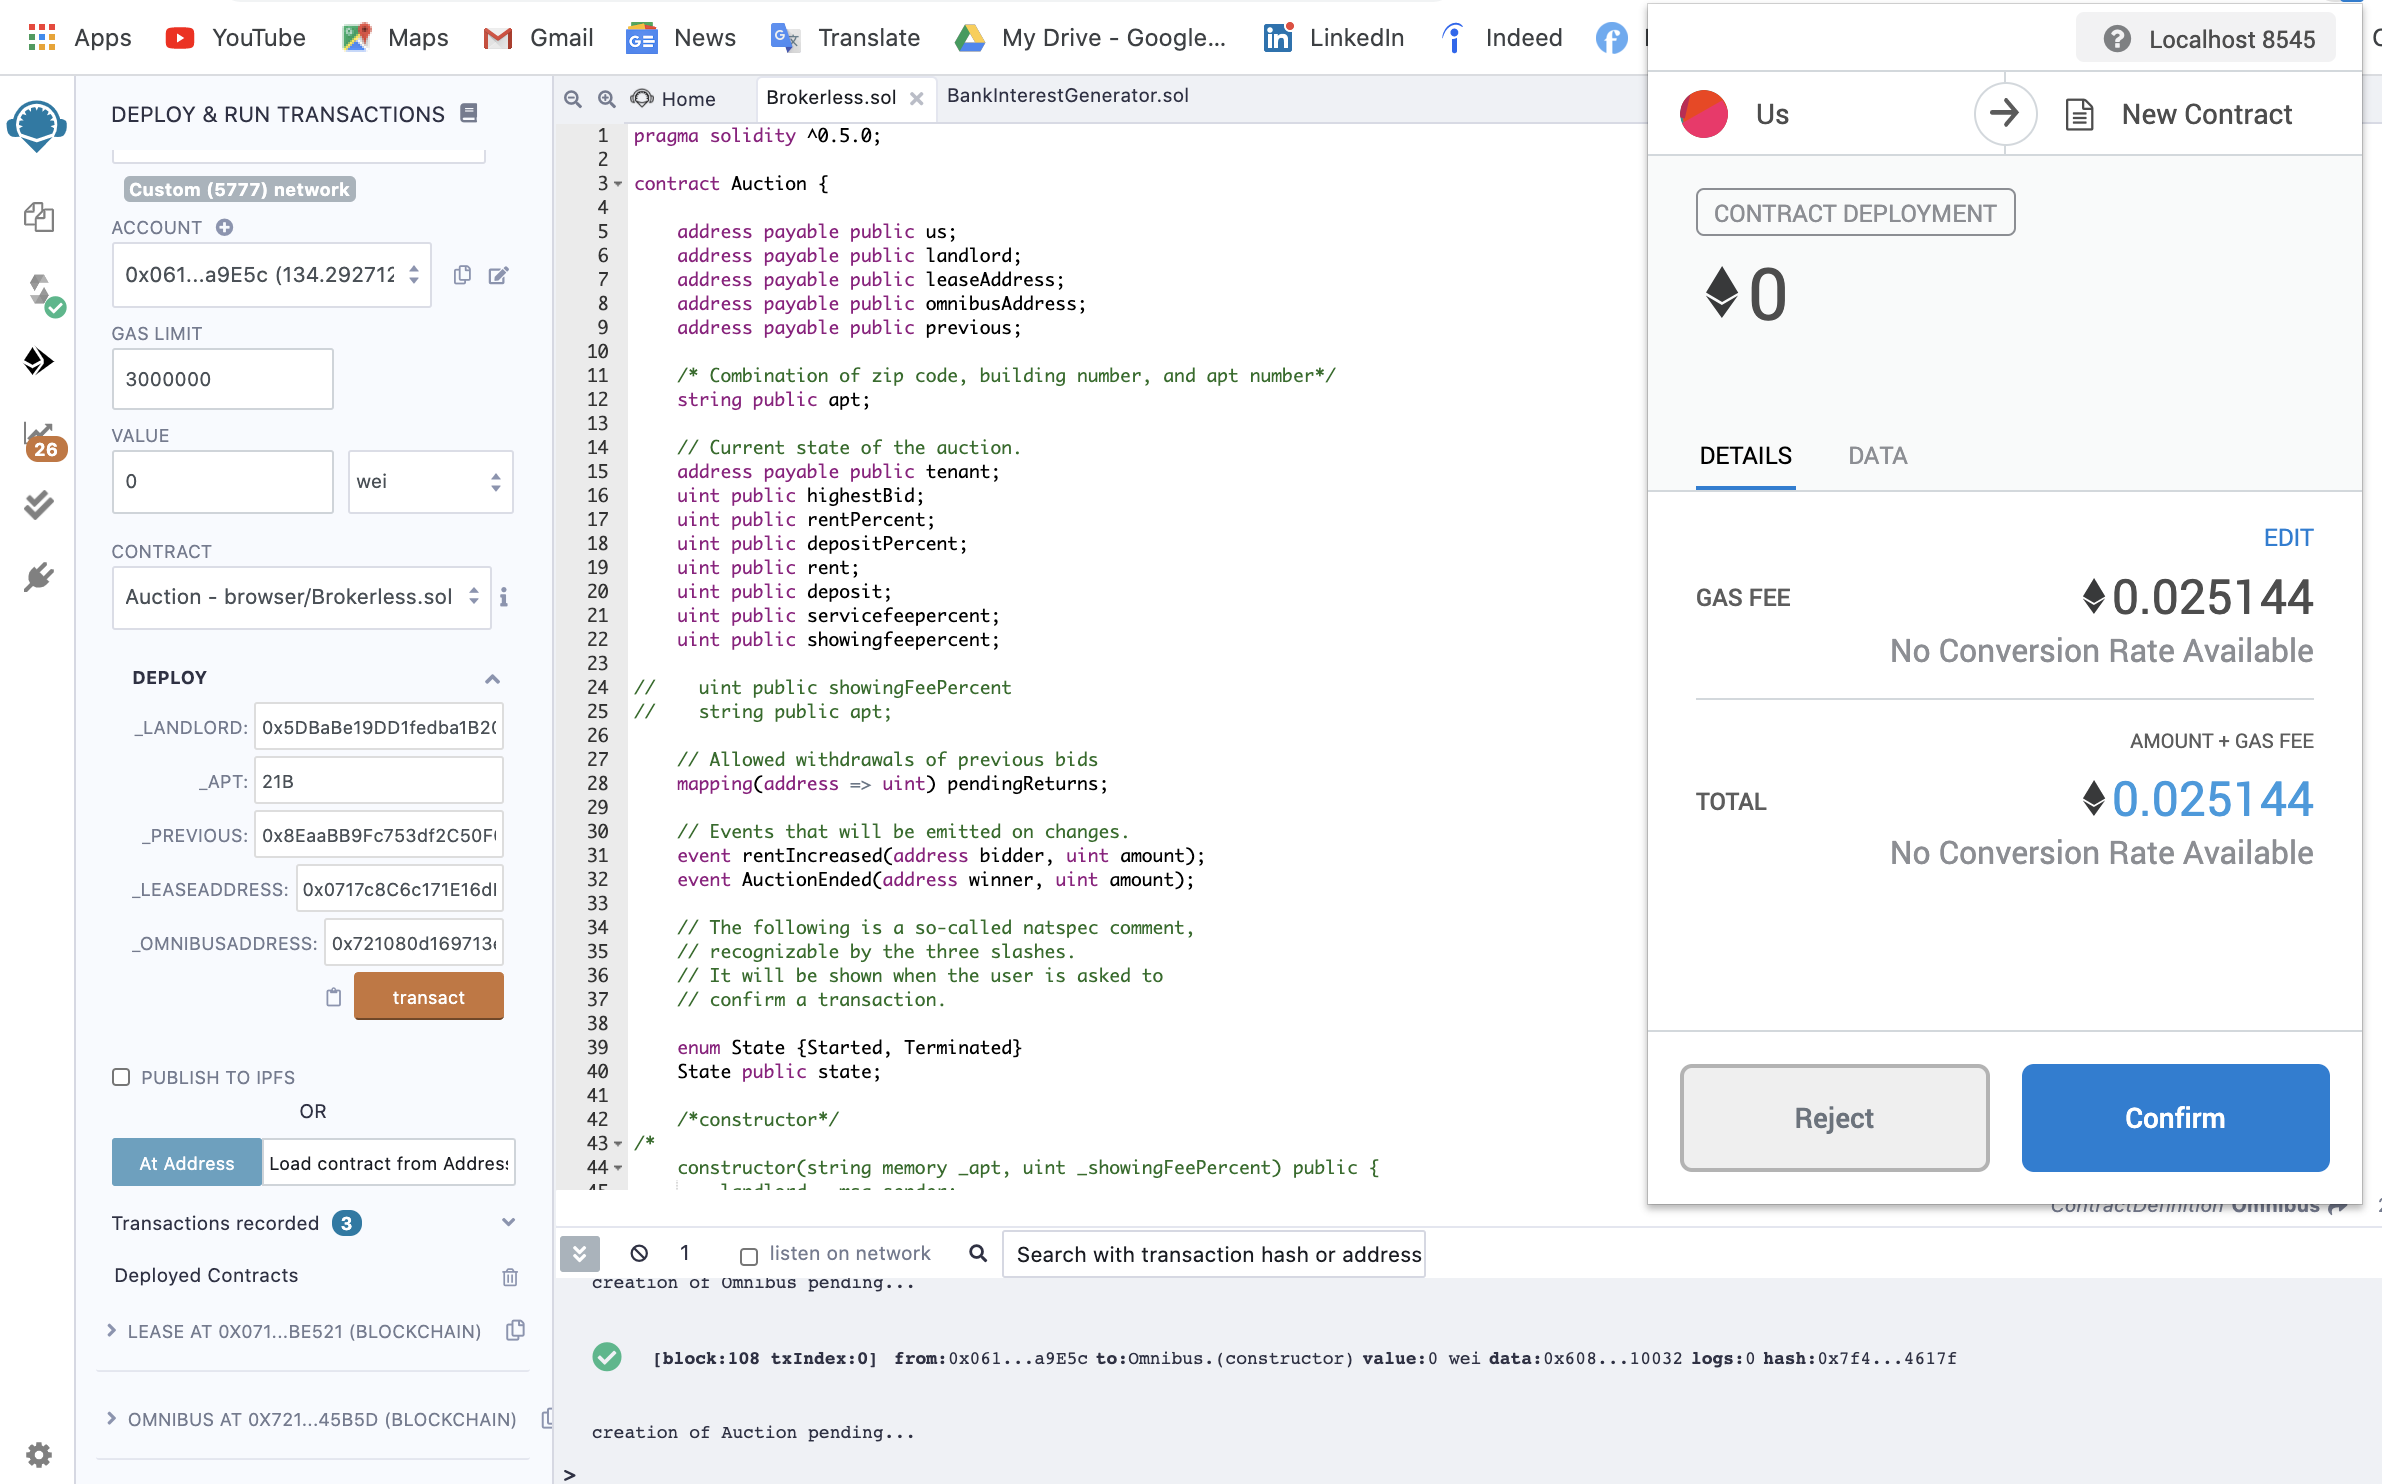 Apps YouTube Maps Gmail News Translate My Drive - Google... LinkedIn Indeed
Localhost 8545
DEPLOY & RUN TRANSACTIONS
Custom (5777) network
ACCOUNT
0x061...a9E5c (134.292712
GAS LIMIT
3000000
VALUE
0 wei
CONTRACT
Auction - browser/Brokerless.sol
DEPLOY
_LANDLORD: 0x5DBaBe19DD1fedba1B2
_APT: 21B
_PREVIOUS: 0x8EaaBB9Fc753df2C50F
_LEASEADDRESS: 0x0717c8C6c171E16d
_OMNIBUSADDRESS: 0x721080d169713
transact
PUBLISH TO IPFS
OR
At Address Load contract from Address
Transactions recorded 3
Deployed Contracts
LEASE AT 0X071...BE521 (BLOCKCHAIN)
OMNIBUS AT 0X721...45B5D (BLOCKCHAIN)
26
Home Brokerless.sol BankInterestGenerator.sol
1 pragma solidity ^0.5.0;
2
3 contract Auction {
4
5 address payable public us;
6 address payable public landlord;
7 address payable public leaseAddress;
8 address payable public omnibusAddress;
9 address payable public previous;
10
11 /* Combination of zip code, building number, and apt number*/
12 string public apt;
13
14 // Current state of the auction.
15 address payable public tenant;
16 uint public highestBid;
17 uint public rentPercent;
18 uint public depositPercent;
19 uint public rent;
20 uint public deposit;
21 uint public servicefeepercent;
22 uint public showingfeepercent;
23
24 // uint public showingFeePercent
25 // string public apt;
26
27 // Allowed withdrawals of previous bids
28 mapping(address => uint) pendingReturns;
29
30 // Events that will be emitted on changes.
31 event rentIncreased(address bidder, uint amount);
32 event AuctionEnded(address winner, uint amount);
33
34 // The following is a so-called natspec comment,
35 // recognizable by the three slashes.
36 // It will be shown when the user is asked to
37 // confirm a transaction.
38
39 enum State {Started, Terminated}
40 State public state;
41
42 /*constructor*/
43 /*
44 constructor(string memory _apt, uint _showingFeePercent) public {
ContractDefinition Omnibus
1 listen on network Search with transaction hash or address
creation of Omnibus pending...
[block:108 txIndex:0] from:0x061...a9E5c to:Omnibus.(constructor) value:0 wei data:0x608...10032 logs:0 hash:0x7f4...4617f
creation of Auction pending...
>
Us New Contract
CONTRACT DEPLOYMENT
0
DETAILS DATA
EDIT
GAS FEE 0.025144
No Conversion Rate Available
AMOUNT + GAS FEE
TOTAL 0.025144
No Conversion Rate Available
Reject Confirm